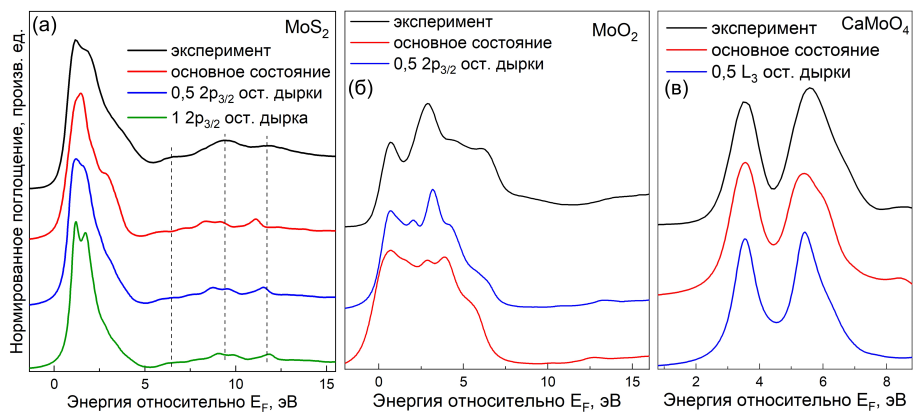 (а)
MoS2
эксперимент
основное состояние
0,5 2p3/2 ост. дырки
1 2p3/2 ост. дырка
Нормированное поглощение, произв. ед.
0 5 10 15
Энергия относительно EF, эВ
эксперимент
MoO2
основное состояние
0,5 2p3/2 ост. дырки
(б)
0 5 10 15
Энергия относительно EF, эВ
CaMoO4
эксперимент
основное состояние
0,5 L3 ост. дырки
(в)
2 4 6 8
Энергия относительно EF, эВ